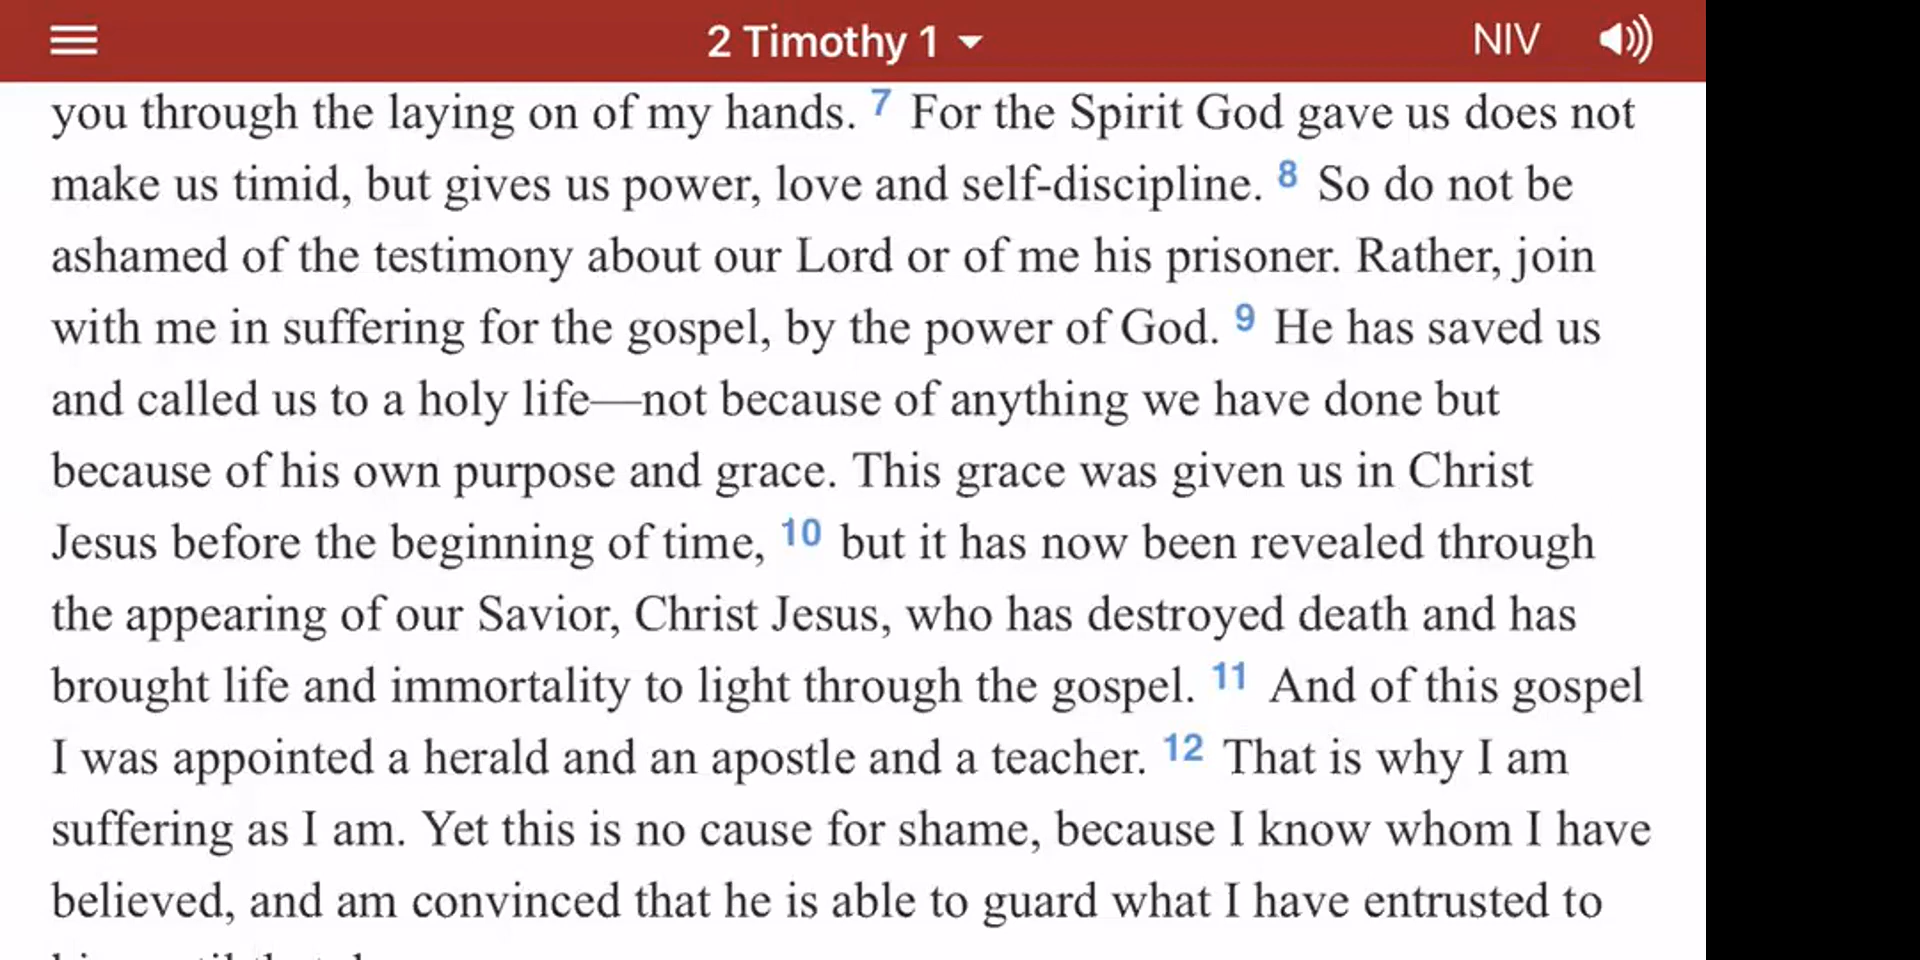 2 Timothy 1
NIV
you through the laying on of my hands. 7 For the Spirit God gave us does not
make us timid, but gives us power, love and self-discipline. 8 So do not be
ashamed of the testimony about our Lord or of me his prisoner. Rather, join
with me in suffering for the gospel, by the power of God. 9 He has saved us
and called us to a holy life—not because of anything we have done but
because of his own purpose and grace. This grace was given us in Christ
Jesus before the beginning of time, 10 but it has now been revealed through
the appearing of our Savior, Christ Jesus, who has destroyed death and has
brought life and immortality to light through the gospel. 11 And of this gospel
I was appointed a herald and an apostle and a teacher. 12 That is why I am
suffering as I am. Yet this is no cause for shame, because I know whom I have
believed, and am convinced that he is able to guard what I have entrusted to